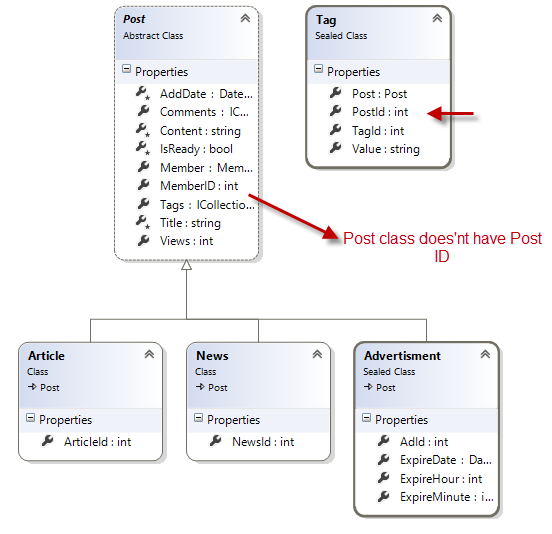 Post
Abstract Class
Properties
AddDate : Date...
Comments : IC...
Content : string
IsReady : bool
Member : Mem...
MemberID : int
Tags : ICollectio...
Title : string
Views : int
Tag
Sealed Class
Properties
Post : Post
PostId : int
TagId : int
Value : string
Post class does'nt have Post
ID
Article
Class
Post
Properties
ArticleId : int
News
Class
Post
Properties
NewsId : int
Advertisment
Sealed Class
Post
Properties
AdId : int
ExpireDate : Da...
ExpireHour : int
ExpireMinute : i...